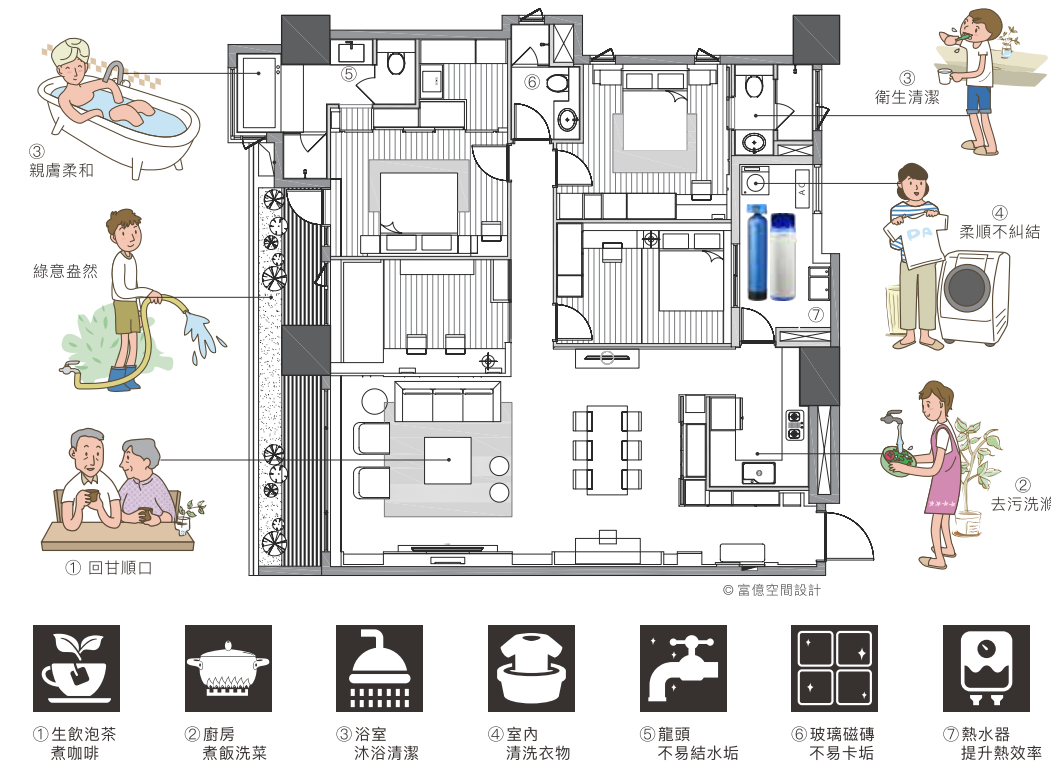 ③
親膚柔和
⑤
⑥
③
衛生清潔
AC
④
柔順不糾結
綠意盎然
⑦
②
去污洗滌
① 回甘順口
© 富億空間設計
①生飲泡茶
煮咖啡
②廚房
煮飯洗菜
③浴室
沐浴清潔
④室內
清洗衣物
⑤龍頭
不易結水垢
⑥玻璃磁磚
不易卡垢
⑦熱水器
提升熱效率